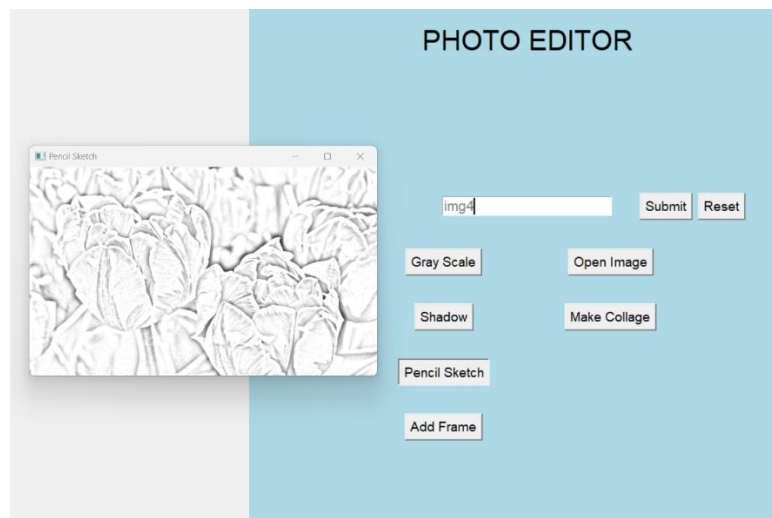 PHOTO EDITOR
Pencil Sketch
img4
Submit
Reset
Gray Scale
Open Image
Shadow
Make Collage
Pencil Sketch
Add Frame